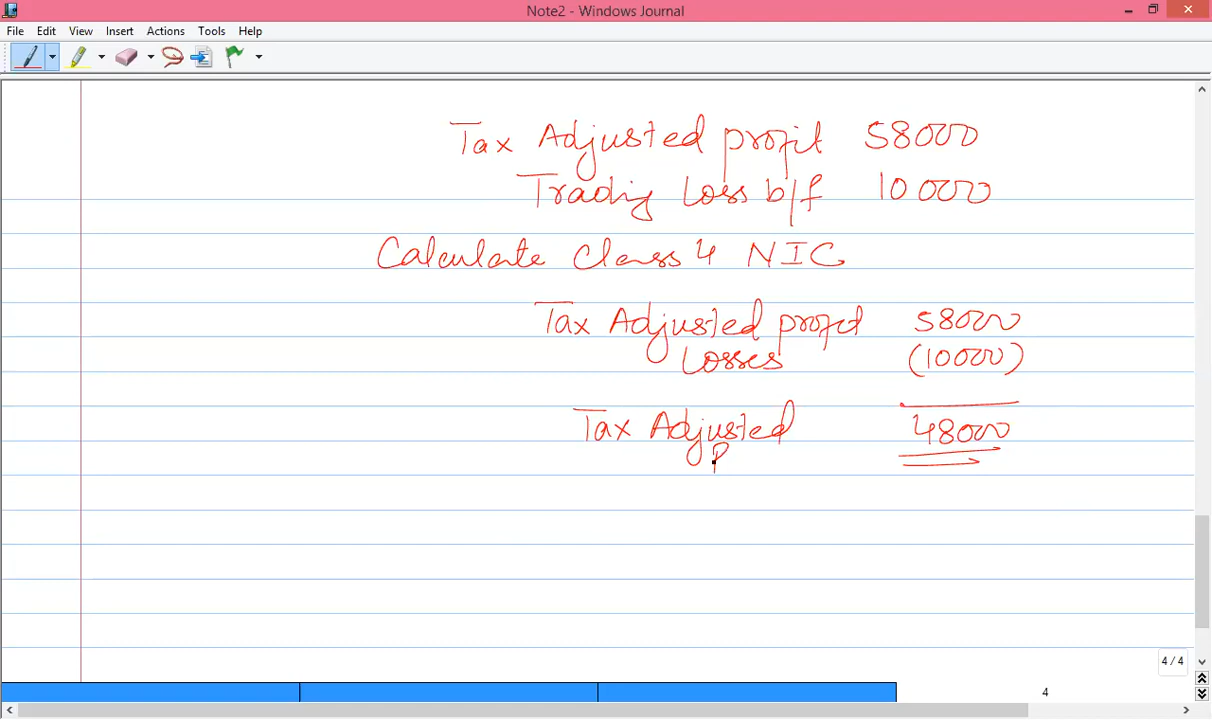 Note2 - Windows Journal
File Edit View Insert Actions Tools Help
Tax Adjusted profit 58000
Trading Loss b/f 10000
Calculate Class 4 NIC
Tax Adjusted profit 58000
Losses (10000)
Tax Adjusted 48000
P
4 / 4
4